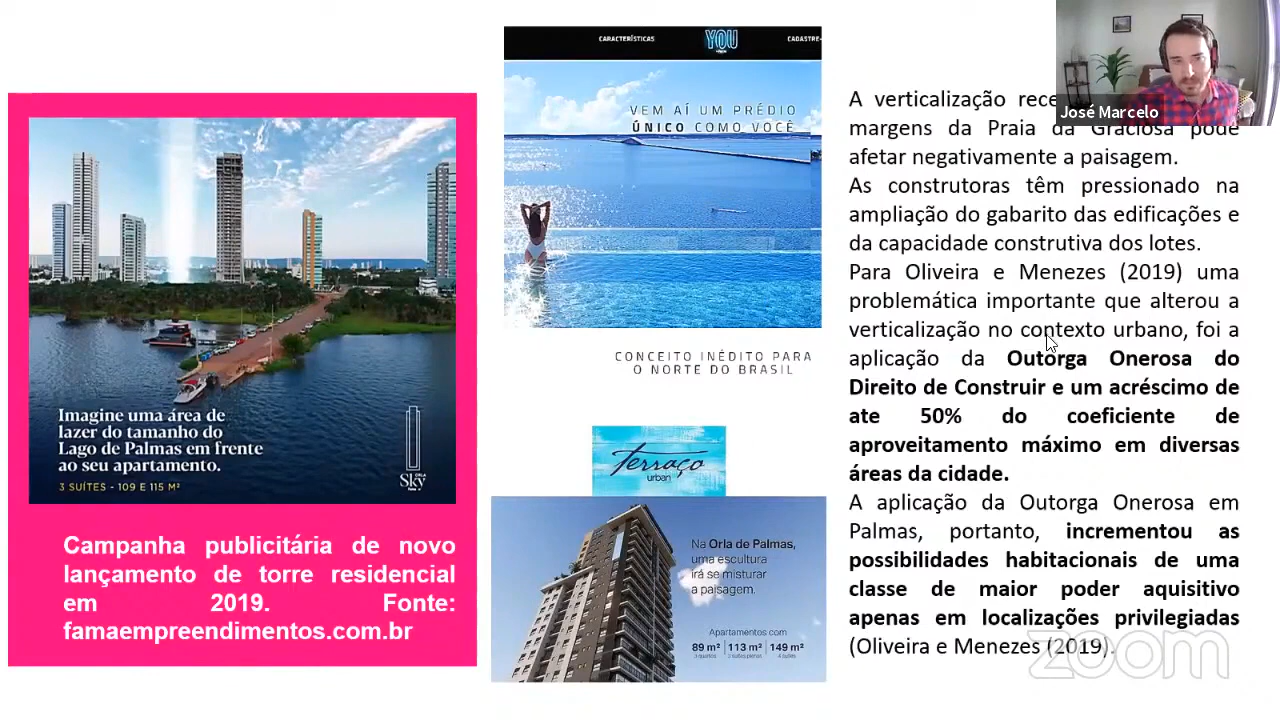 Imagine uma área de
lazer do tamanho do
Lago de Palmas em frente
ao seu apartamento.
3 SUÍTES - 109 E 115 M²
ORLA
Sky
Campanha publicitária de novo
lançamento de torre residencial
em 2019. Fonte:
famaempreendimentos.com.br
CARACTERÍSTICAS YOU CADASTRE-
VEM AÍ UM PRÉDIO
ÚNICO COMO VOCÊ
CONCEITO INÉDITO PARA
O NORTE DO BRASIL
Terraço
urban
Na Orla de Palmas,
uma escultura
irá se misturar
a paisagem.
Apartamentos com
89 m² 113 m² 149 m²
José Marcelo
A verticalização rece
margens da Praia da Graciosa pode
afetar negativamente a paisagem.
As construtoras têm pressionado na
ampliação do gabarito das edificações e
da capacidade construtiva dos lotes.
Para Oliveira e Menezes (2019) uma
problemática importante que alterou a
verticalização no contexto urbano, foi a
aplicação da Outorga Onerosa do
Direito de Construir e um acréscimo de
ate 50% do coeficiente de
aproveitamento máximo em diversas
áreas da cidade.
A aplicação da Outorga Onerosa em
Palmas, portanto, incrementou as
possibilidades habitacionais de uma
classe de maior poder aquisitivo
apenas em localizações privilegiadas
(Oliveira e Menezes (2019).
zoom